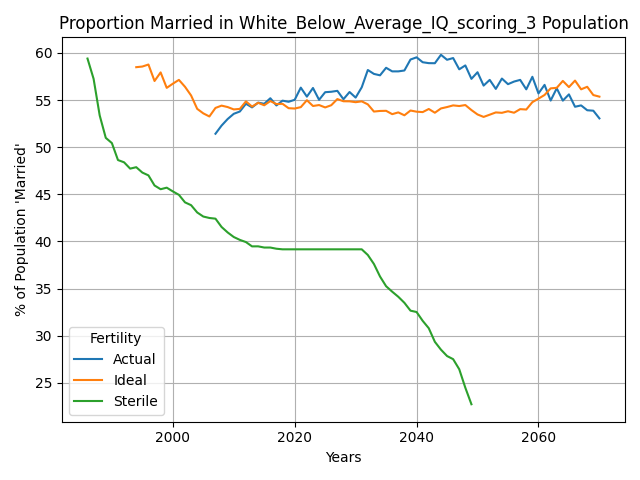 Proportion Married in White_Below_Average_IQ_scoring_3 Population
% of Population 'Married'
60
55
50
45
40
35
30
25
Fertility
Actual
Ideal
Sterile
2000 2020 2040 2060
Years